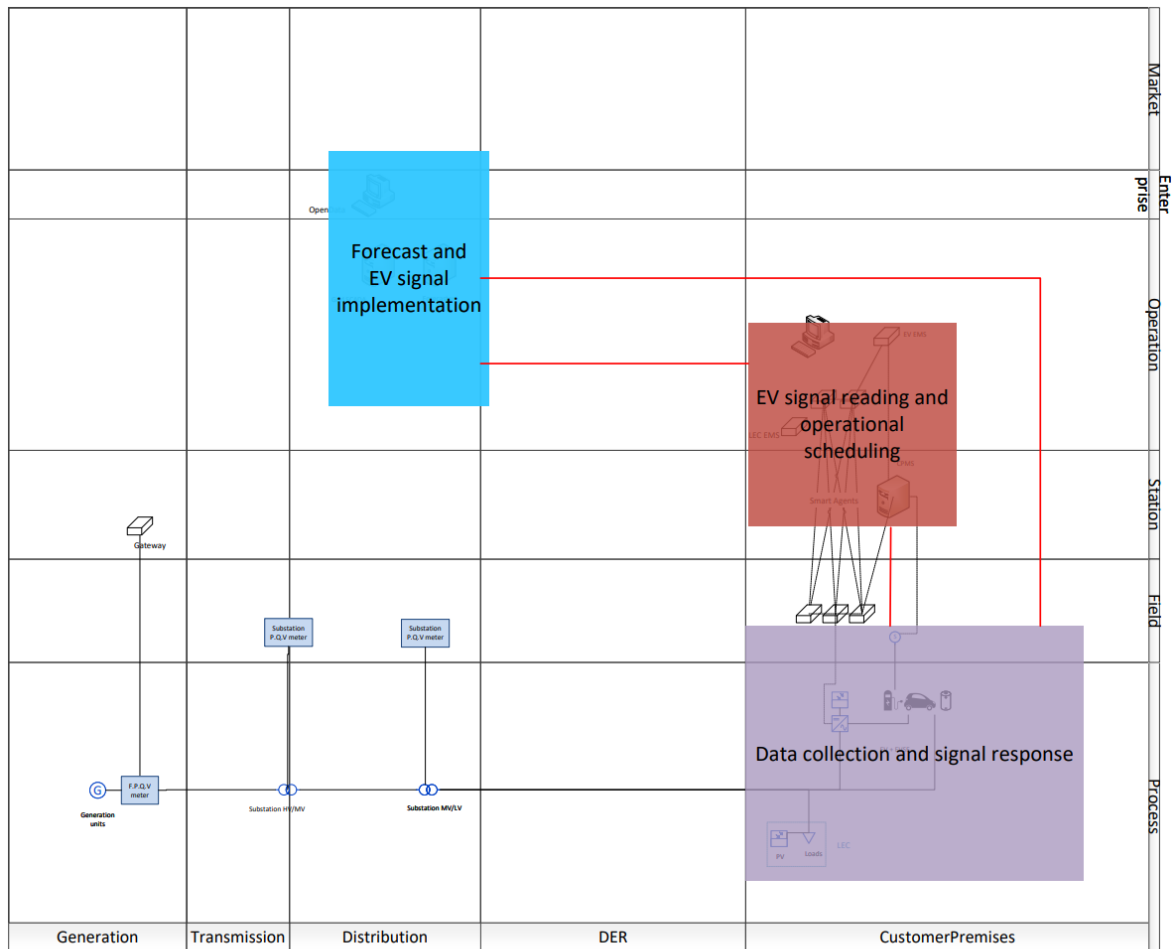 Market
Enter
prise
Open
Forecast and
EV signal
implementation
Operation
EV EMS
EV signal reading and
operational
scheduling
LEC EMS
Station
Smart Agents
Gateway
Field
Substation
P.Q.V meter
Substation
P.Q.V meter
Data collection and signal response
Process
G
F.P.Q.V
meter
Generation
units
Substation HV/MV
Substation MV/LV
PV
Loads
LEC
Generation
Transmission
Distribution
DER
CustomerPremises